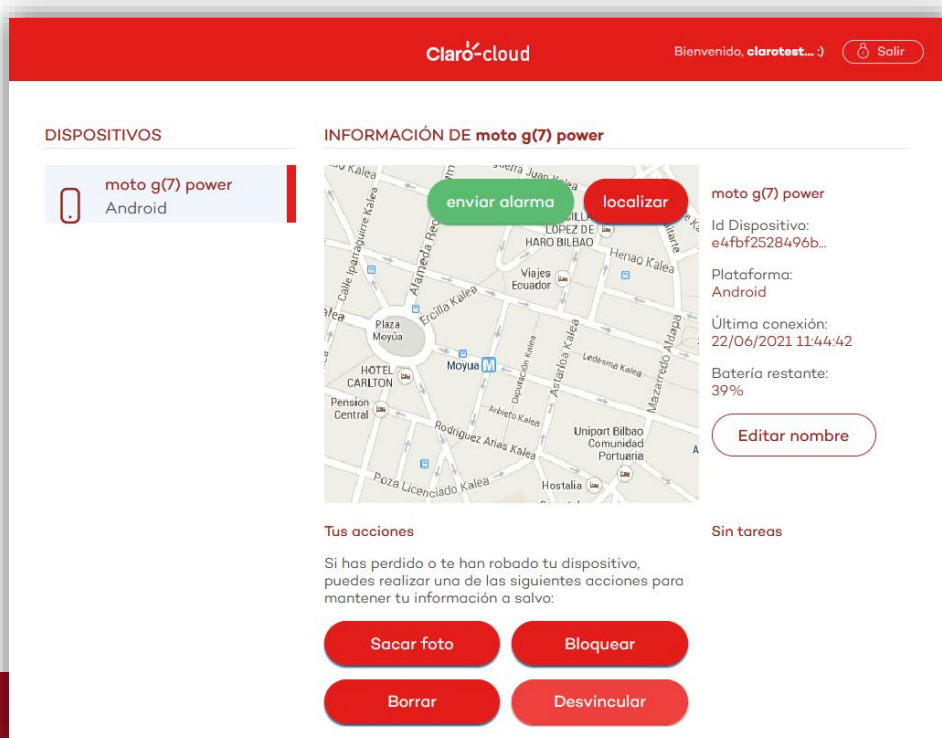 Claro-cloud
Bienvenido, clarotest... :)
Salir
DISPOSITIVOS
moto g(7) power
Android
INFORMACIÓN DE moto g(7) power
enviar alarma
localizar
Calle Iparraguirre Kalea
LOPEZ DE
HARO BILBAO
Henao Kalea
Viajes
Ecuador
Ercilla Kalea
Plaza
Moyúa
Moyua M
HOTEL
CARLTON
Pension
Central
Diputación Kalea
Astarloa Kalea
Ledesma Kalea
Mazarredo Aldapa
Arbieto Kalea
Rodriguez Arias Kalea
Uniport Bilbao
Comunidad
Portuaria
Poza Licenciado Kalea
Hostalia
moto g(7) power
Id Dispositivo:
e4fbf2528496b...
Plataforma:
Android
Última conexión:
22/06/2021 11:44:42
Batería restante:
39%
Editar nombre
Tus acciones
Si has perdido o te han robado tu dispositivo,
puedes realizar una de las siguientes acciones para
mantener tu información a salvo:
Sacar foto
Bloquear
Borrar
Desvincular
Sin tareas